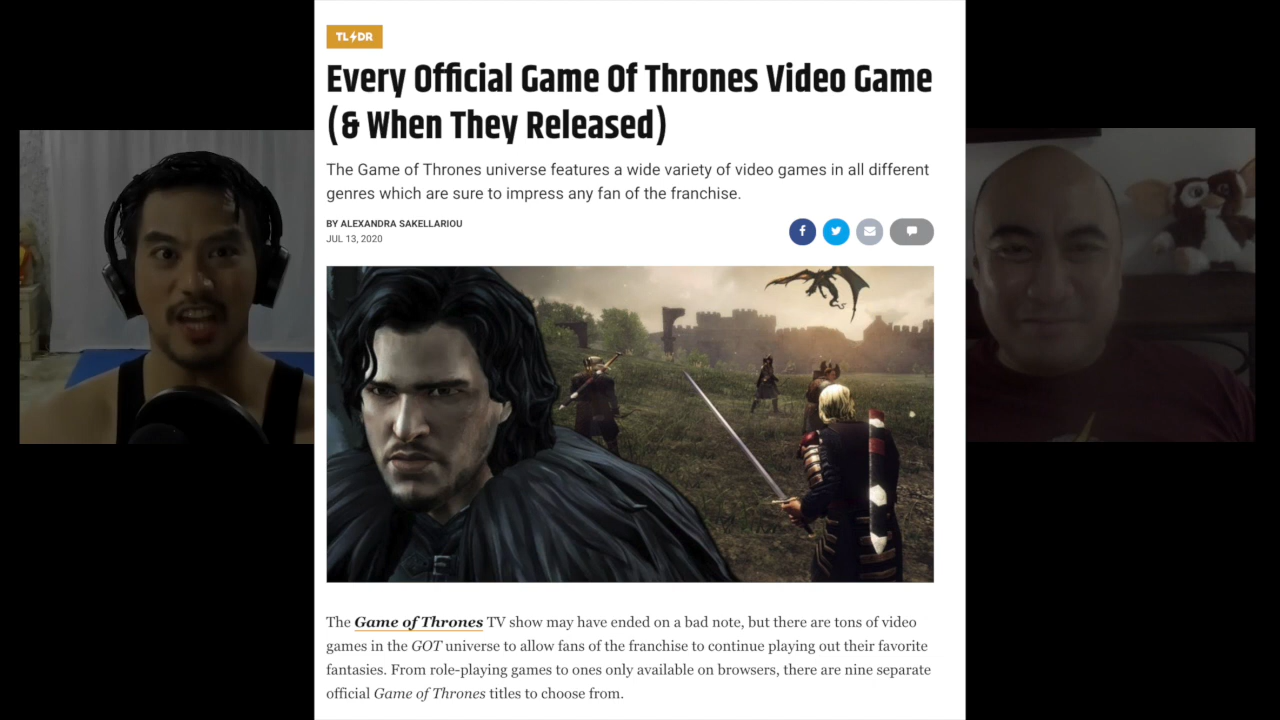 TL⚡DR
Every Official Game Of Thrones Video Game
(& When They Released)
The Game of Thrones universe features a wide variety of video games in all different
genres which are sure to impress any fan of the franchise.
BY ALEXANDRA SAKELLARIOU
JUL 13, 2020
The Game of Thrones TV show may have ended on a bad note, but there are tons of video
games in the GOT universe to allow fans of the franchise to continue playing out their favorite
fantasies. From role-playing games to ones only available on browsers, there are nine separate
official Game of Thrones titles to choose from.